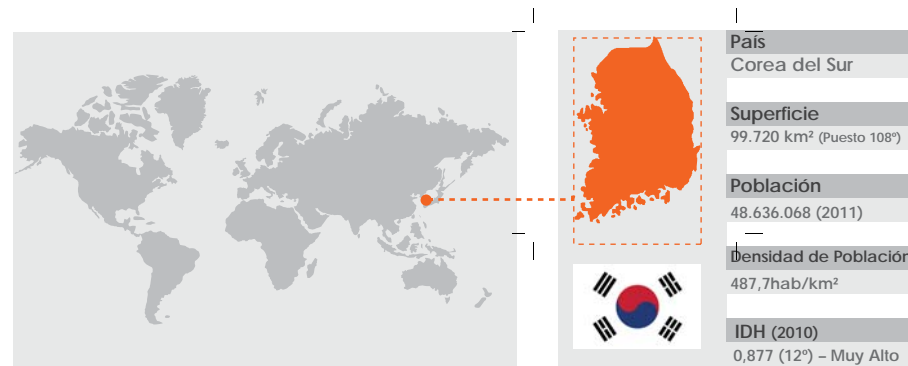 País
Corea del Sur
Superficie
99.720 km² (Puesto 108º)
Población
48.636.068 (2011)
Densidad de Población
487,7hab/km²
IDH (2010)
0,877 (12º) – Muy Alto